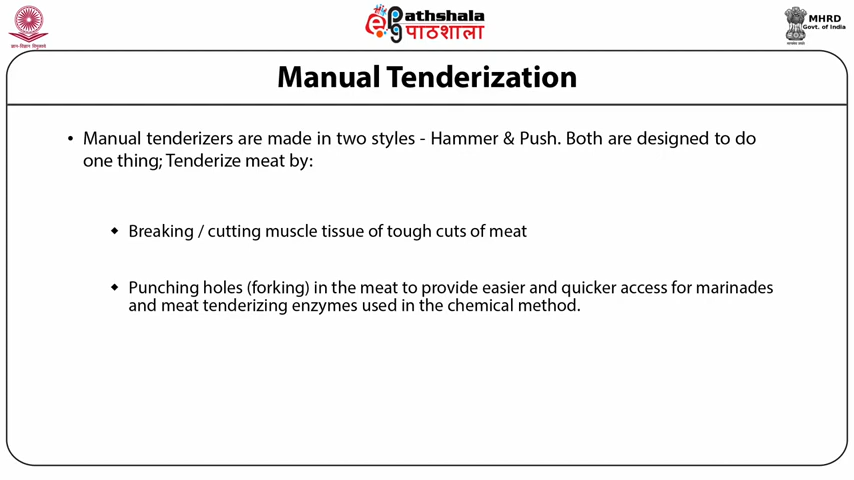 Pathshala
पाठशाला
MHRD
Govt. of India
Manual Tenderization
• Manual tenderizers are made in two styles - Hammer & Push. Both are designed to do
one thing; Tenderize meat by:
◆ Breaking / cutting muscle tissue of tough cuts of meat
◆ Punching holes (forking) in the meat to provide easier and quicker access for marinades
and meat tenderizing enzymes used in the chemical method.